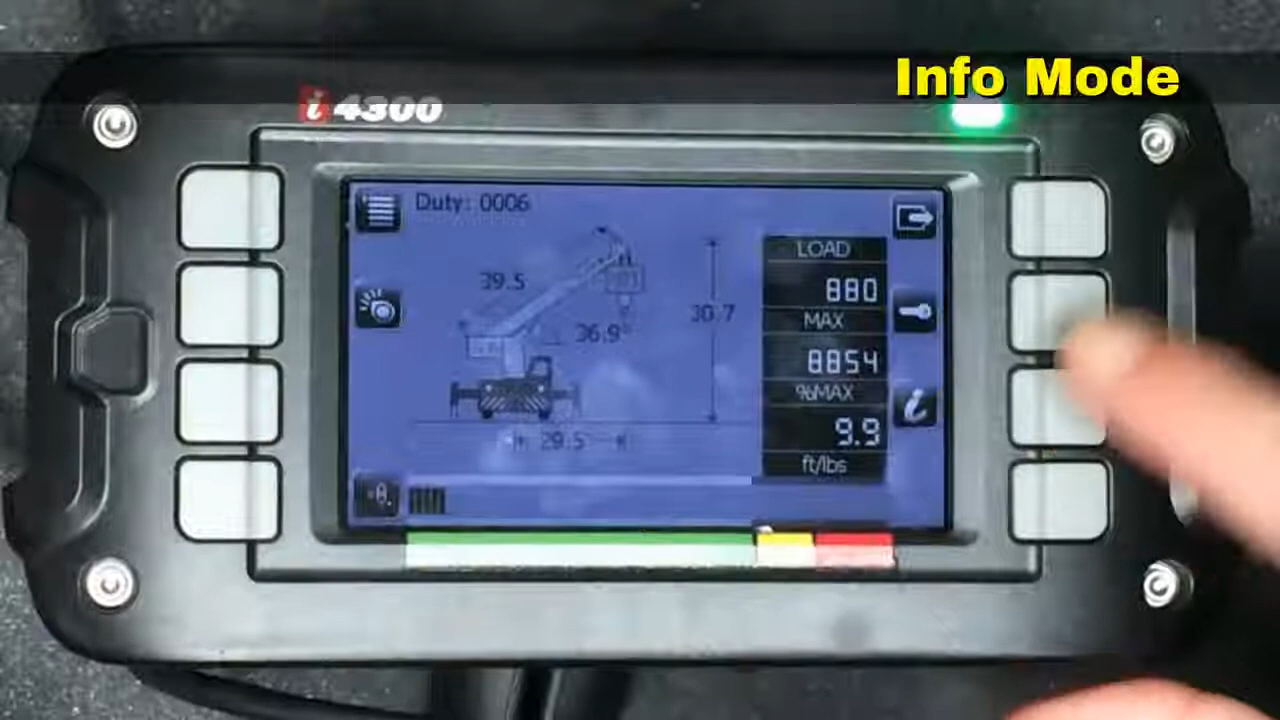 Info Mode
i 4300
Duty: 0006
LOAD
880
MAX
8854
%MAX
9.9
ft/lbs
39.5
36.9°
30.7
29.5
i